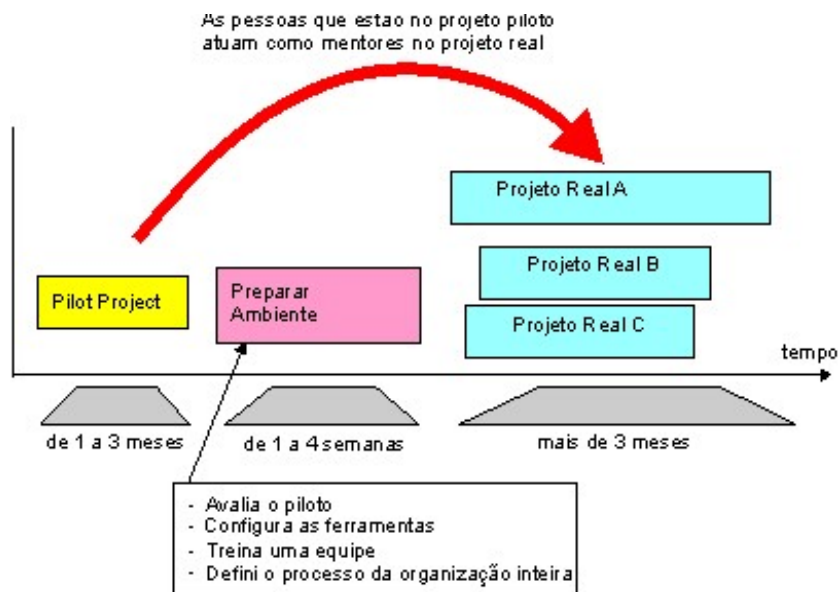 As pessoas que estão no projeto piloto
atuam como mentores no projeto real
Projeto Real A
Projeto Real B
Pilot Project
Preparar
Ambiente
Projeto Real C
tempo
de 1 a 3 meses
de 1 a 4 semanas
mais de 3 meses
- Avalia o piloto
- Configura as ferramentas
- Treina uma equipe
- Defini o processo da organização inteira